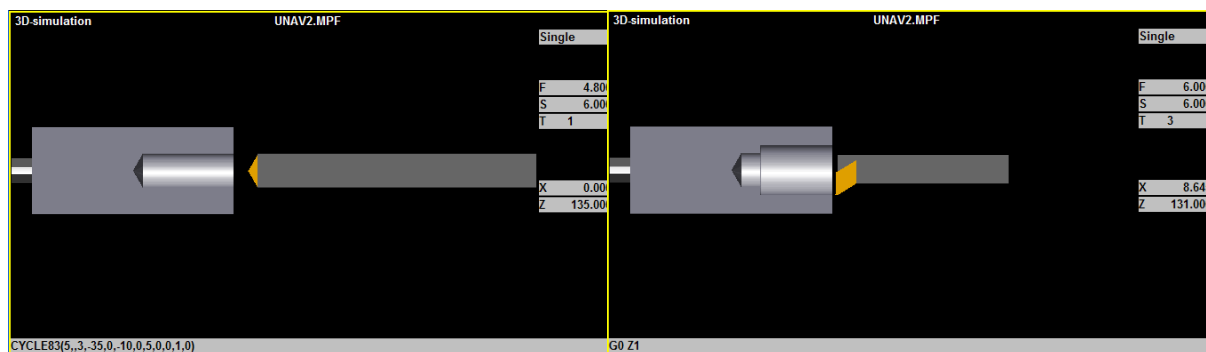 3D-simulation UNAV2.MPF
Single
F 4.800
S 6.000
T 1
X 0.000
Z 135.000
CYCLE83(5,,3,-35,0,-10,0,5,0,0,1,0)
3D-simulation UNAV2.MPF
Single
F 6.00
S 6.00
T 3
X 8.64
Z 131.00
G0 Z1